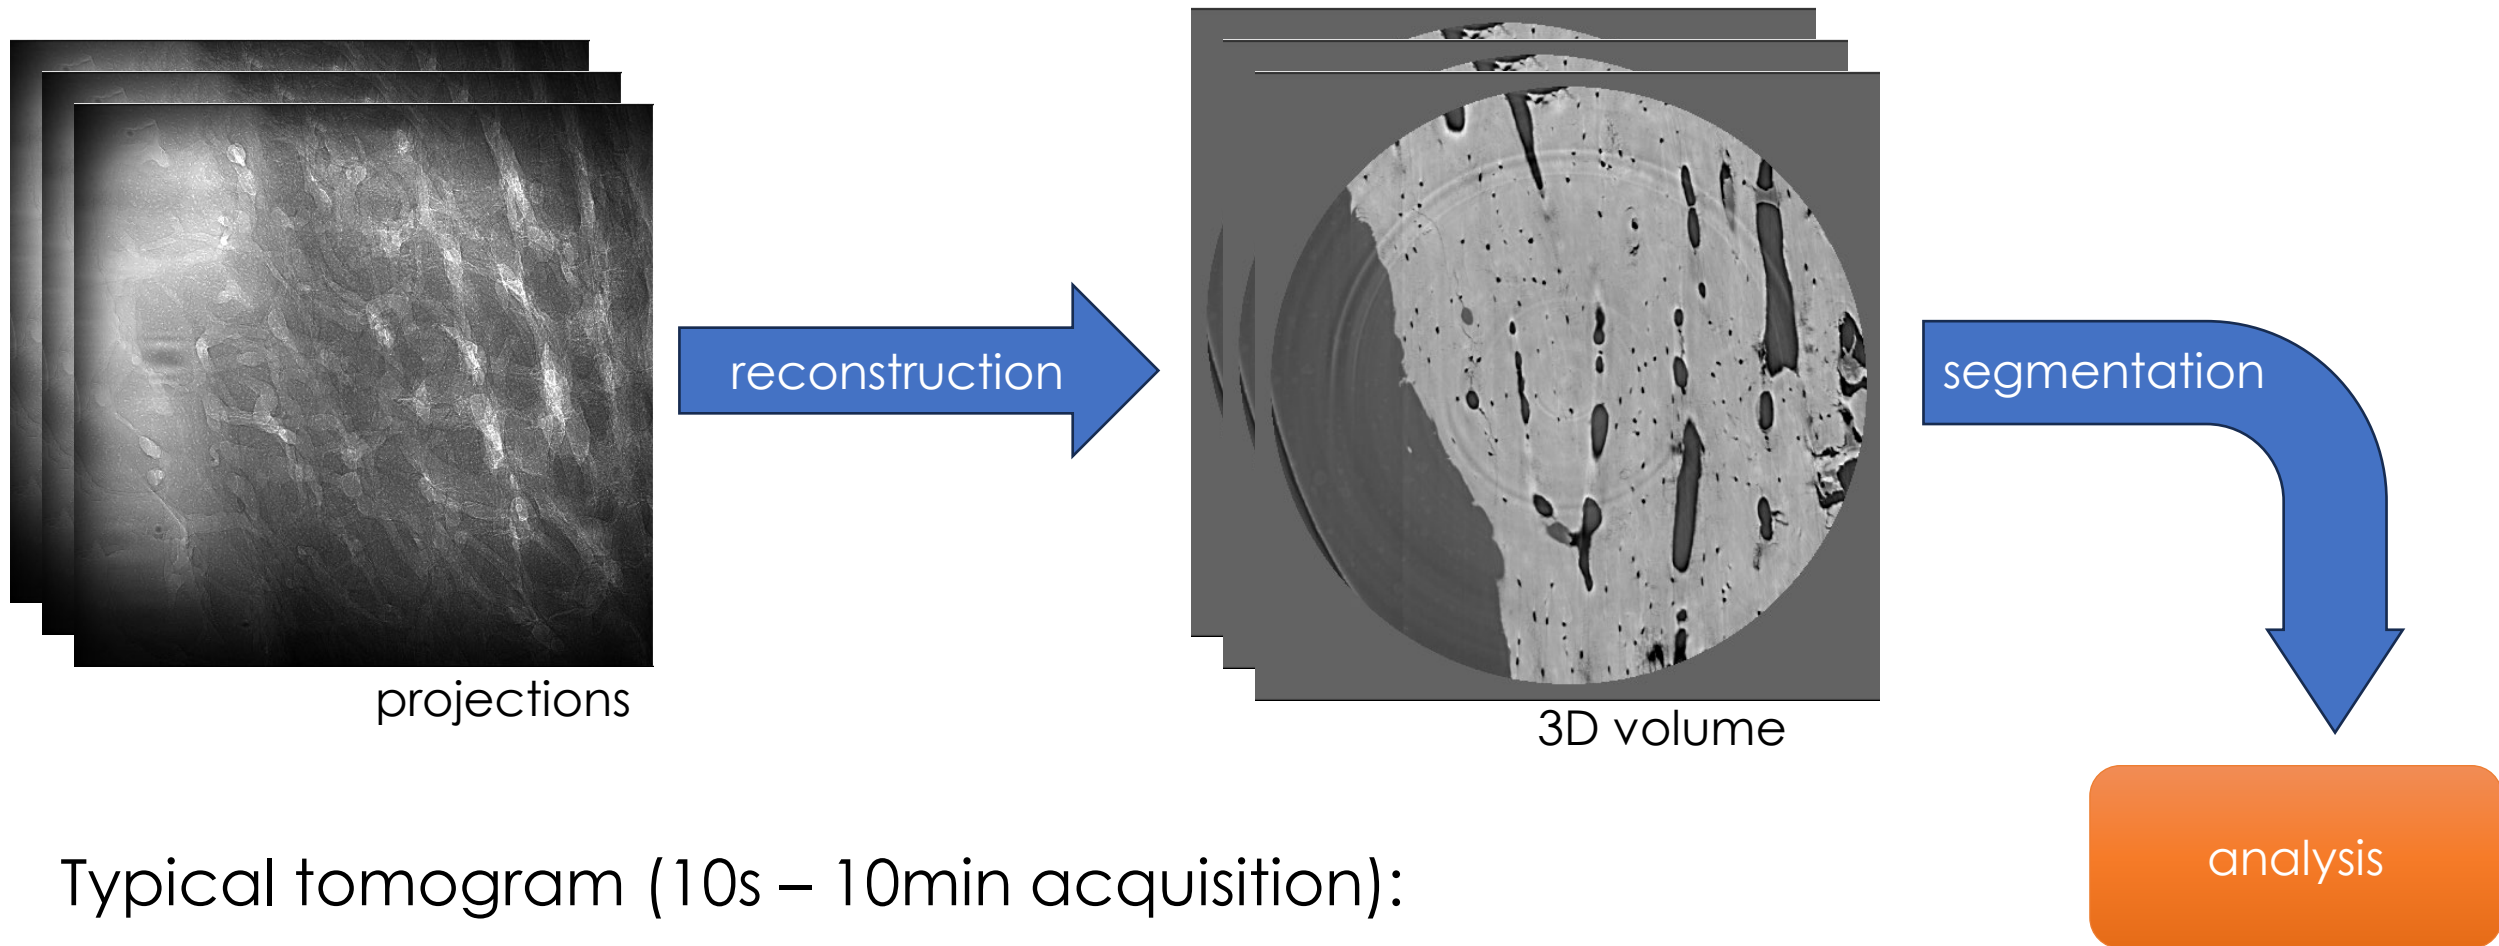 reconstruction
segmentation
projections
3D volume
analysis
Typical tomogram (10s – 10min acquisition):